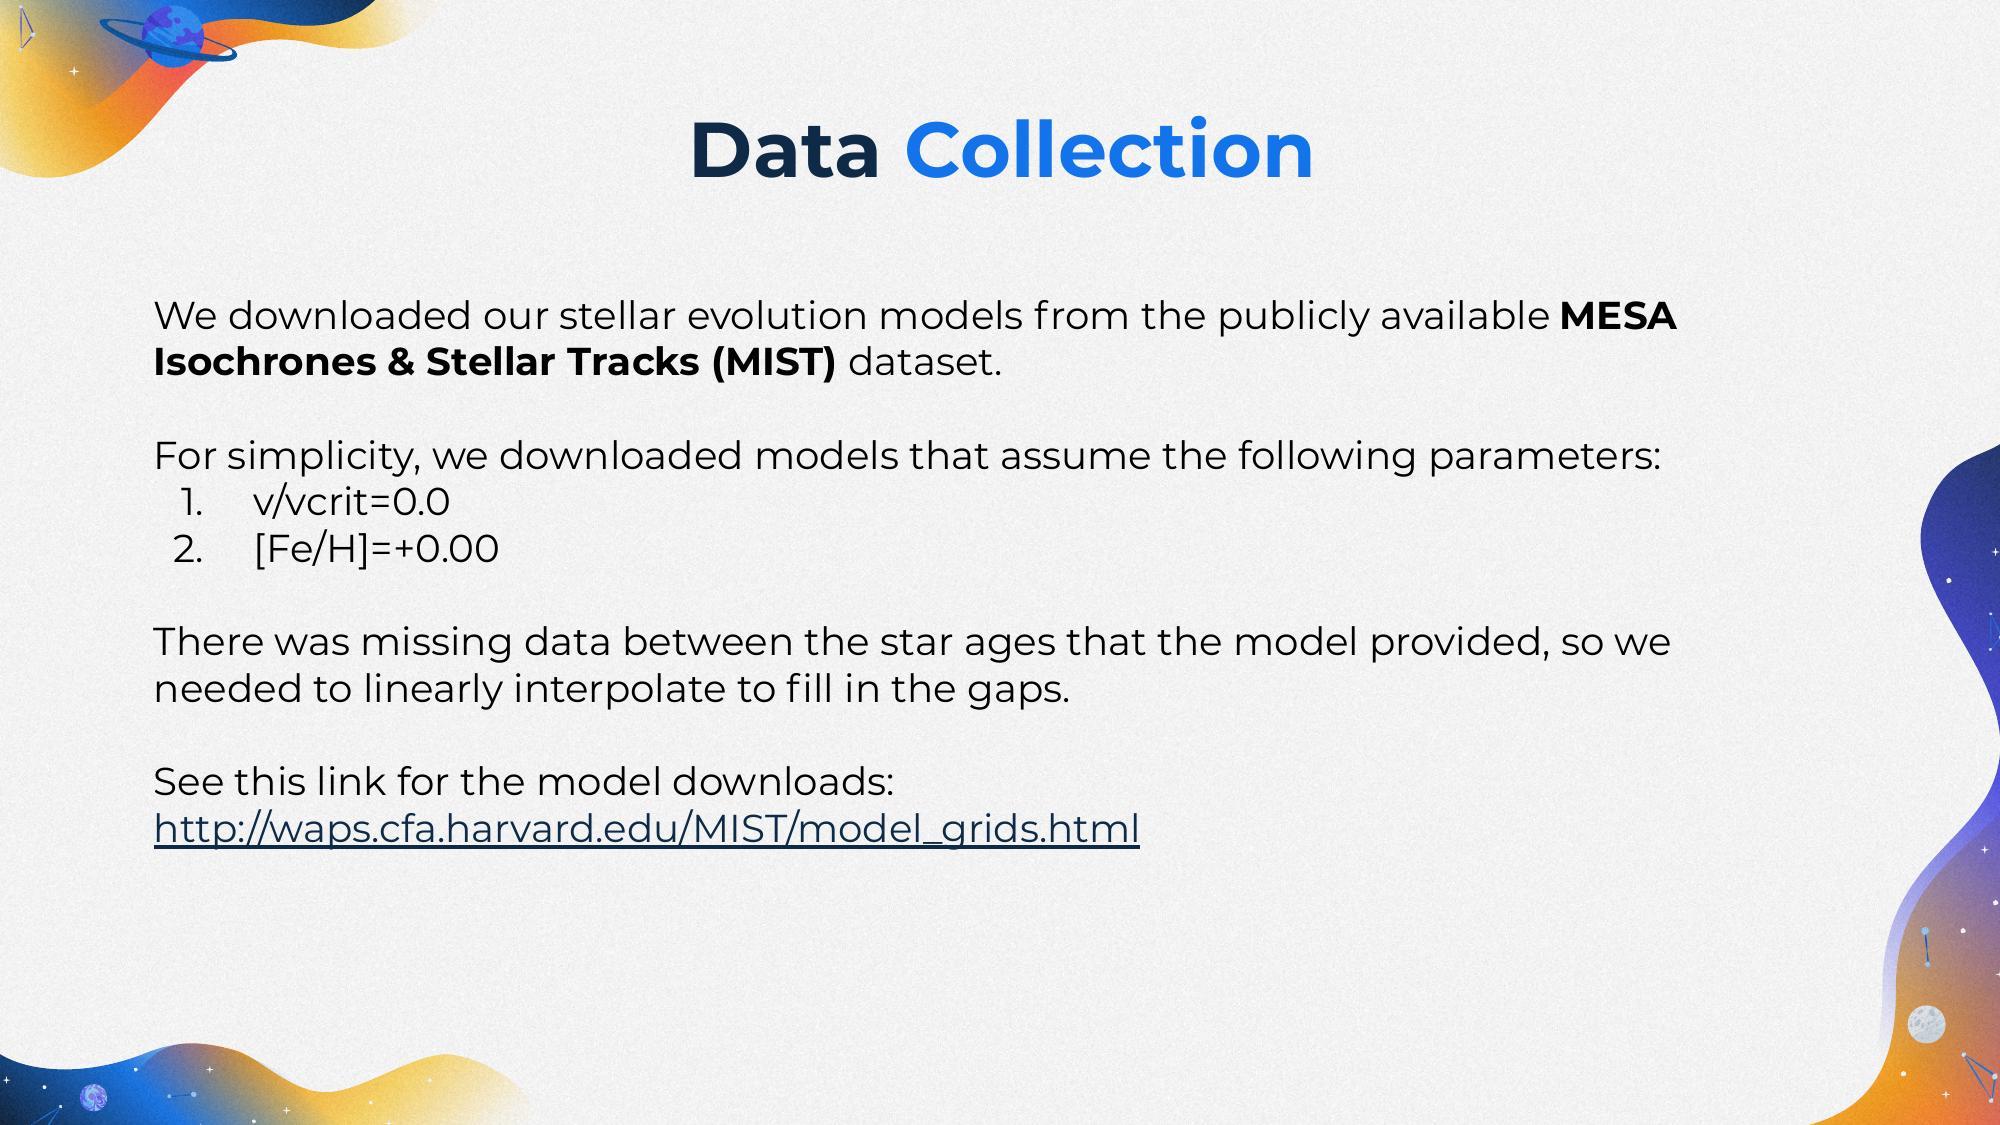 Data Collection
We downloaded our stellar evolution models from the publicly available MESA
Isochrones & Stellar Tracks (MIST) dataset.
For simplicity, we downloaded models that assume the following parameters:
1. v/vcrit=0.0
2. [Fe/H]=+0.00
There was missing data between the star ages that the model provided, so we
needed to linearly interpolate to fill in the gaps.
See this link for the model downloads:
http://waps.cfa.harvard.edu/MIST/model_grids.html